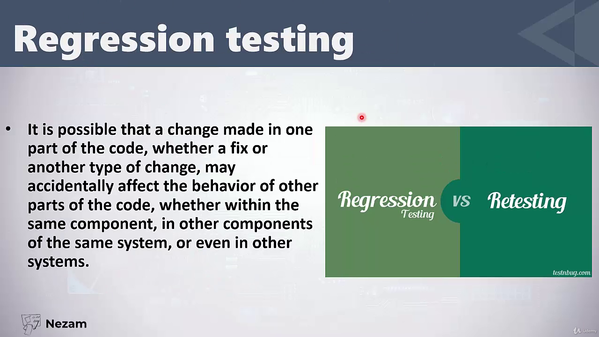 Regression testing
• It is possible that a change made in one
part of the code, whether a fix or
another type of change, may
accidentally affect the behavior of other
parts of the code, whether within the
same component, in other components
of the same system, or even in other
systems.
Regression
Testing
vs
Retesting
testnbug.com
Nezam